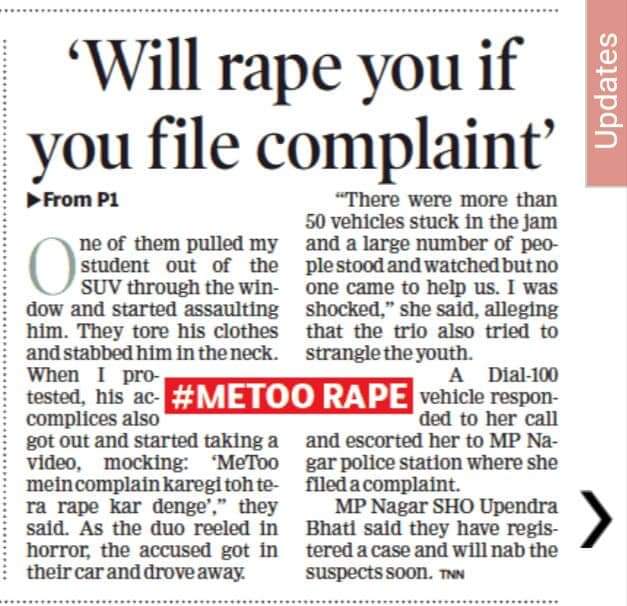 'Will rape you if
you file complaint'
▶From P1
One of them pulled my
student out of the
SUV through the win-
dow and started assaulting
him. They tore his clothes
and stabbed him in the neck.
When I pro-
tested, his ac-
complices also
got out and started taking a
video, mocking: 'MeToo
mein complain karegi toh te-
ra rape kar denge'," they
said. As the duo reeled in
horror, the accused got in
their car and drove away.
#METOO RAPE
"There were more than
50 vehicles stuck in the jam
and a large number of peo-
ple stood and watched but no
one came to help us. I was
shocked," she said, alleging
that the trio also tried to
strangle the youth.
A Dial-100
vehicle respon-
ded to her call
and escorted her to MP Na-
gar police station where she
filed a complaint.
MP Nagar SHO Upendra
Bhati said they have regis-
tered a case and will nab the
suspects soon. TNN
Updates